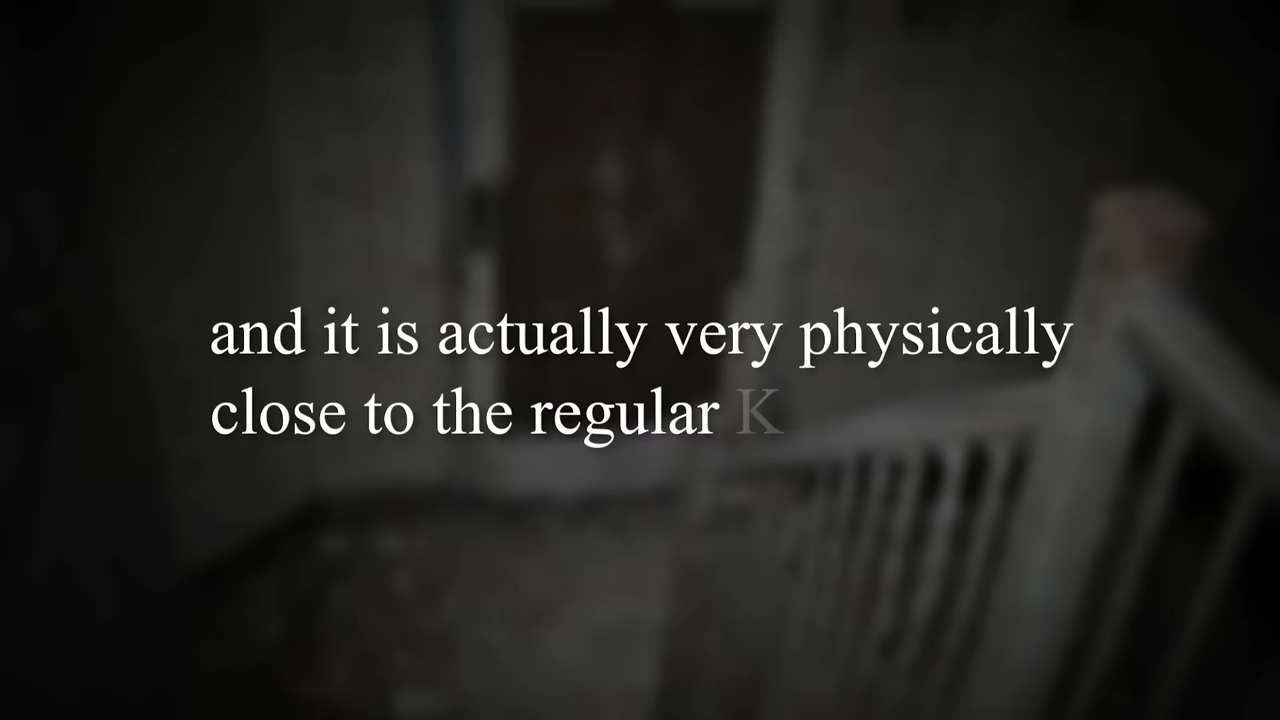 and it is actually very physically
close to the regular K